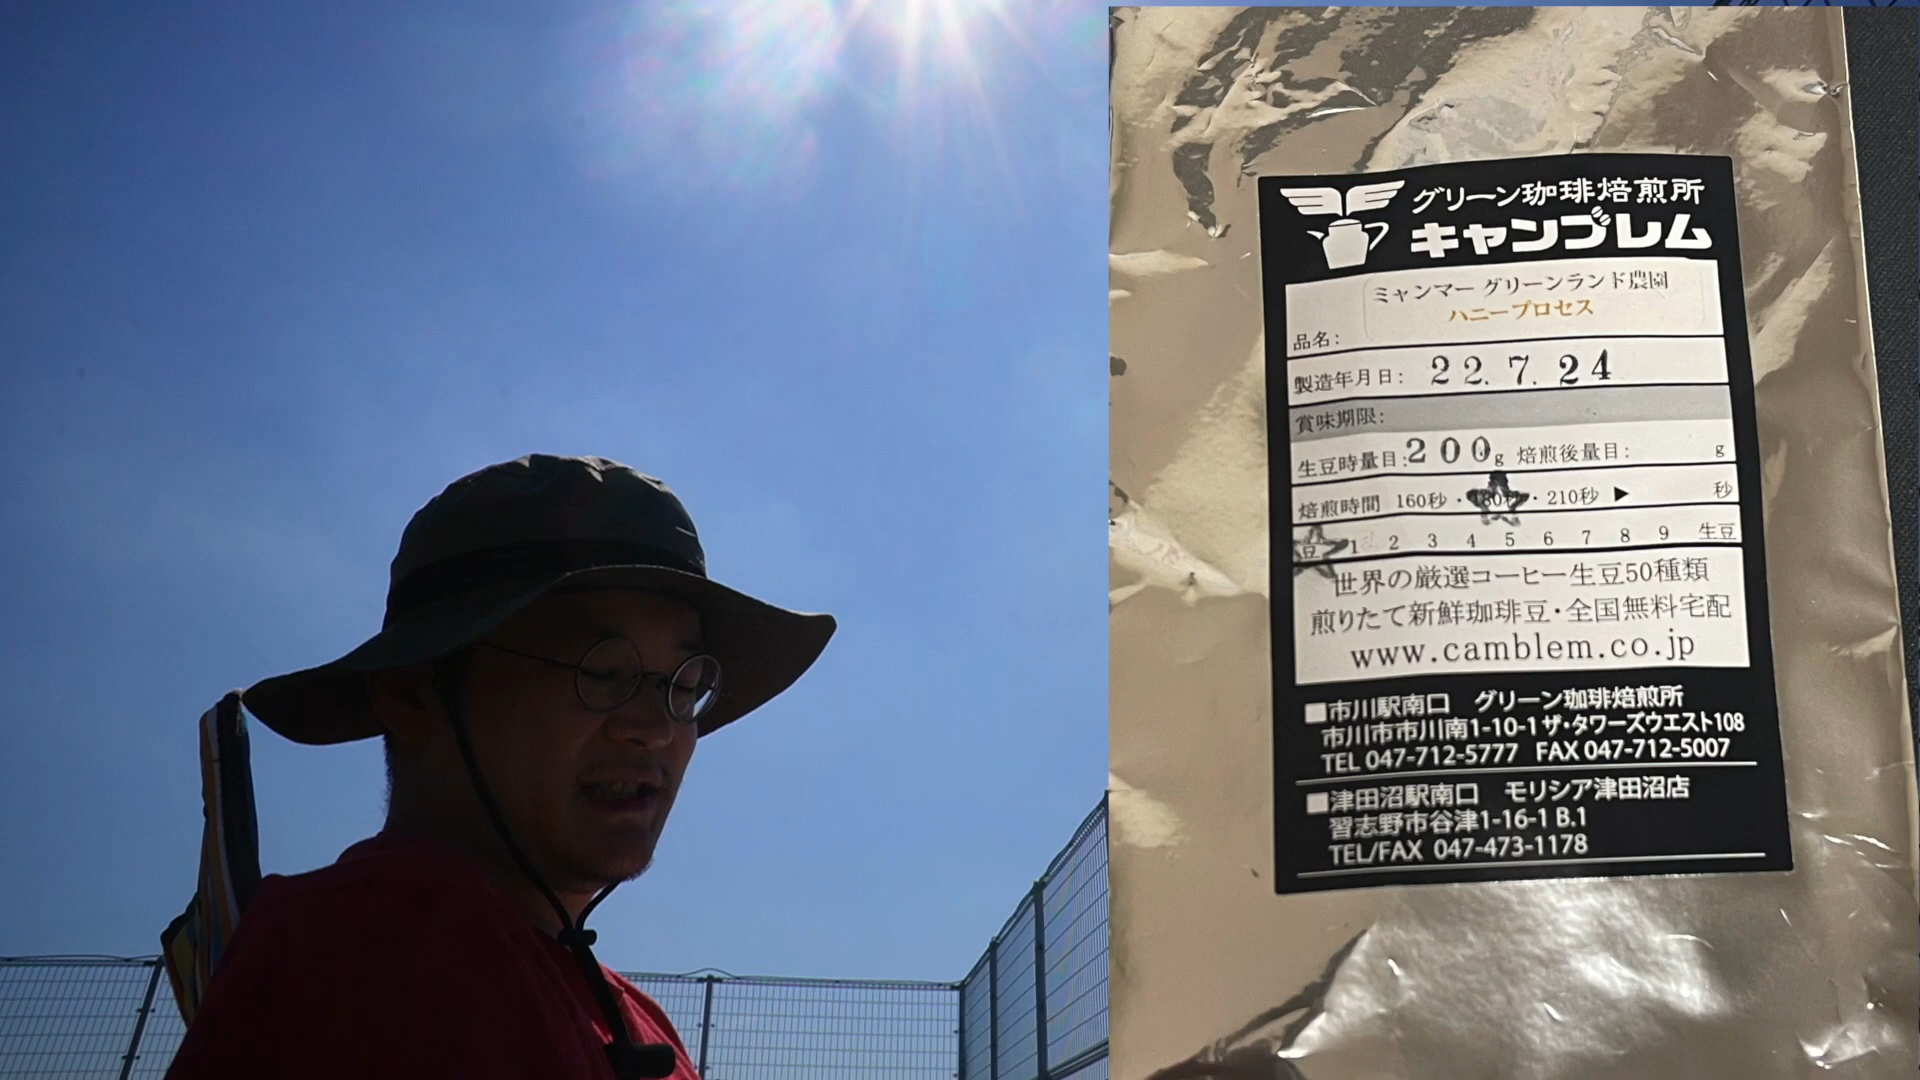 グリーン珈琲焙煎所
キャンブレム
ミャンマー グリーンランド農園
ハニープロセス
品名:
製造年月日: 22.7.24
賞味期限:
生豆時量目:200g 焙煎後量目: g
焙煎時間 160秒・180秒・210秒 ▶ 秒
豆 1 2 3 4 5 6 7 8 9 生豆
世界の厳選コーヒー生豆50種類
煎りたて新鮮珈琲豆・全国無料宅配
www.camblem.co.jp
■市川駅南口 グリーン珈琲焙煎所
市川市市川南1-10-1ザ・タワーズウエスト108
TEL 047-712-5777 FAX 047-712-5007
■津田沼駅南口 モリシア津田沼店
習志野市谷津1-16-1 B.1
TEL/FAX 047-473-1178